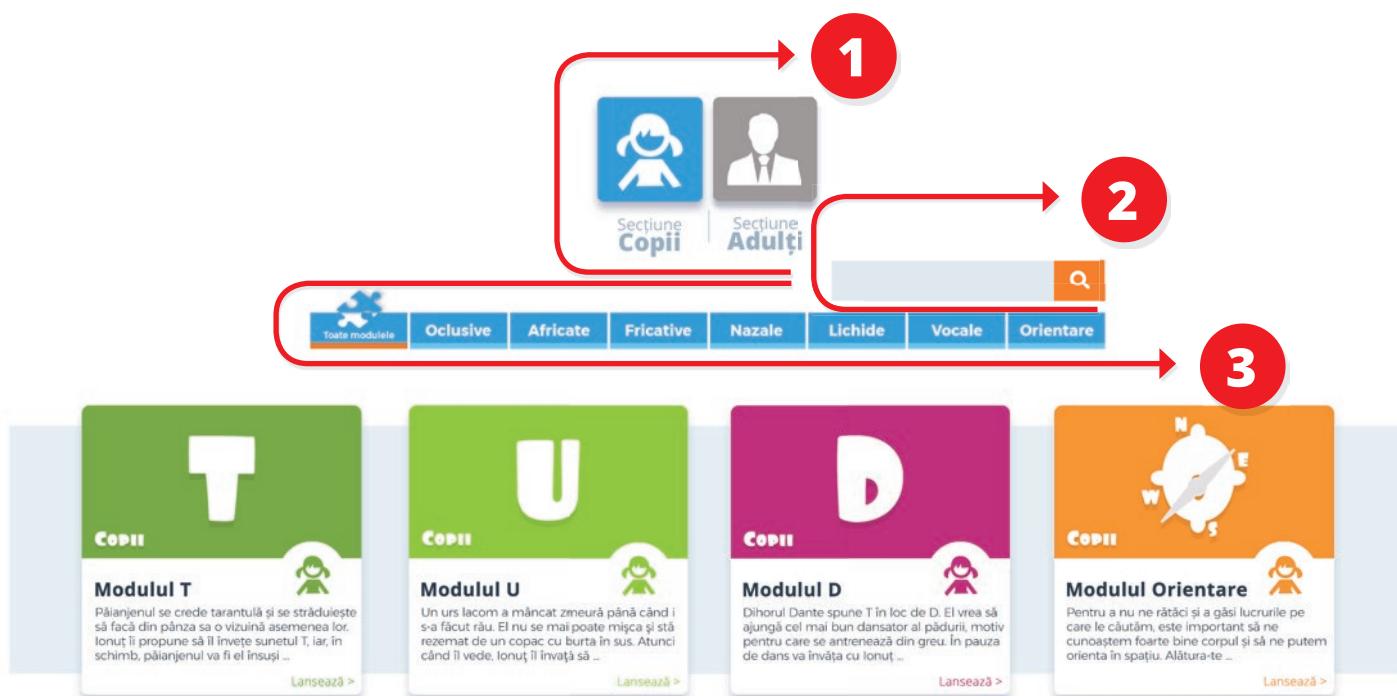 1
2
Secțiune Copii
Secțiune Adulți
Toate modulele Oclusive Africate Fricative Nazale Lichide Vocale Orientare
3
T
Copii
Modulul T
Păianjenul se crede tarantulă și se străduiește
să facă din pânza sa o vizuină asemenea lor.
Ionuț îi propune să îl învețe sunetul T, iar, în
schimb, păianjenul va fi el însuși ...
Lansează >
U
Copii
Modulul U
Un urs lacom a mâncat zmeură până când i
s-a făcut rău. El nu se mai poate mișca și stă
rezemat de un copac cu burta în sus. Atunci
când îl vede, Ionuț îl învață să ...
Lansează >
D
Copii
Modulul D
Dihorul Dante spune T în loc de D. El vrea să
ajungă cel mai bun dansator al pădurii, motiv
pentru care se antrenează din greu. În pauza
de dans va învăța cu Ionuț ...
Lansează >
N
E
W
S
Copii
Modulul Orientare
Pentru a nu ne rătăci și a găsi lucrurile pe
care le căutăm, este important să ne
cunoaștem foarte bine corpul și să ne putem
orienta în spațiu. Alătura-te ...
Lansează >